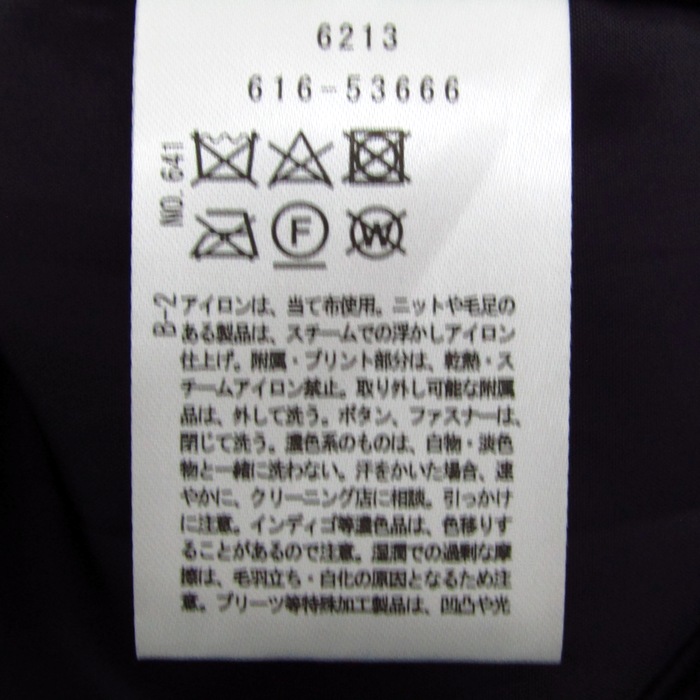 6213
616-53666
NO. 641
F
W
B-2
アイロンは、当て布使用。ニットや毛足の
ある製品は、スチームでの浮かしアイロン
仕上げ。附属・プリント部分は、乾熱・ス
チームアイロン禁止。取り外し可能な附属
品は、外して洗う。ボタン、ファスナーは、
閉じて洗う。濃色系のものは、白物・淡色
物と一緒に洗わない。汗をかいた場合、速
やかに、クリーニング店に相談。引っかけ
に注意。インディゴ等濃色品は、色移りす
ることがあるので注意。湿潤での過剰な摩
擦は、毛羽立ち・白化の原因となるため注
意。プリーツ等特殊加工製品は、凹凸や光